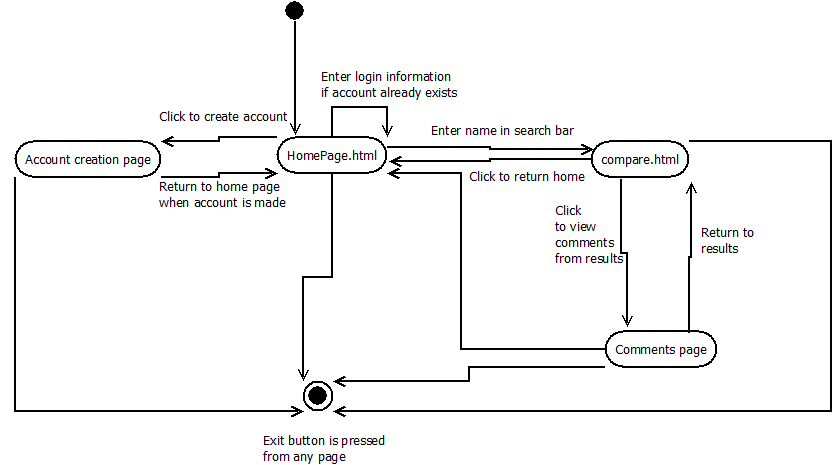 Enter login information
if account already exists
Click to create account
Enter name in search bar
Account creation page
HomePage.html
compare.html
Return to home page
when account is made
Click to return home
Click
to view
comments
from results
Return to
results
Comments page
Exit button is pressed
from any page